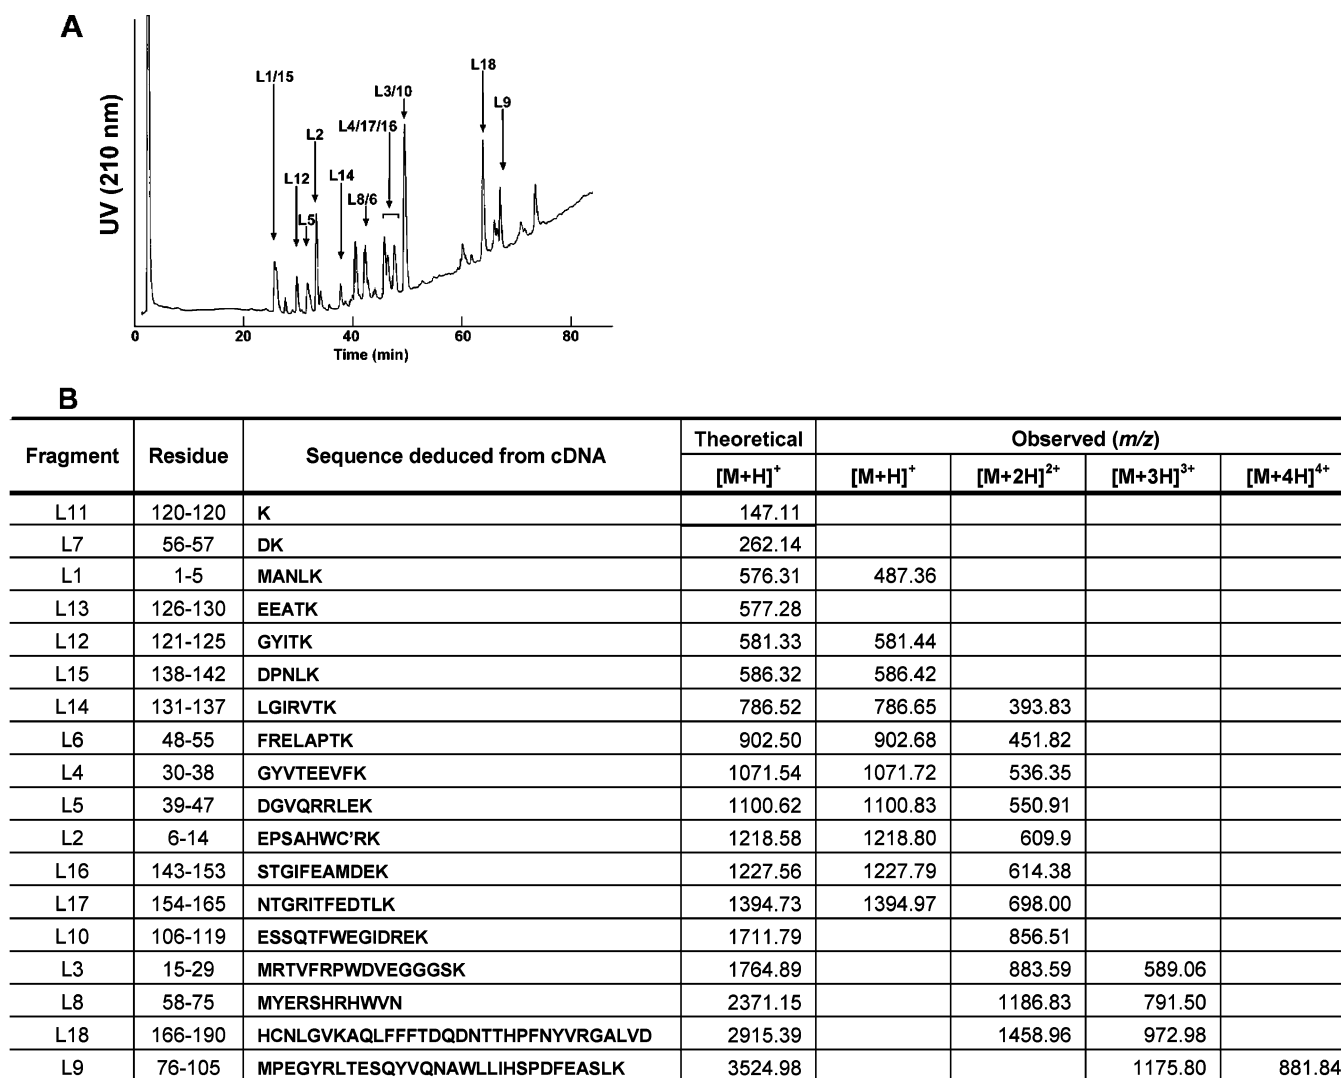 A
UV (210 nm)
L1/15
L12
L5
L2
L14
L8/6
L4/17/16
L3/10
L18
L9
0 20 40 60 80
Time (min)
B
Fragment Residue Sequence deduced from cDNA Theoretical Observed (m/z)
[M+H]+ [M+H]+ [M+2H]2+ [M+3H]3+ [M+4H]4+
L11 120-120 K 147.11
L7 56-57 DK 262.14
L1 1-5 MANLK 576.31 487.36
L13 126-130 EEATK 577.28
L12 121-125 GYITK 581.33 581.44
L15 138-142 DPNLK 586.32 586.42
L14 131-137 LGIRVTK 786.52 786.65 393.83
L6 48-55 FRELAPTK 902.50 902.68 451.82
L4 30-38 GYVTEEVFK 1071.54 1071.72 536.35
L5 39-47 DGVQRRLEK 1100.62 1100.83 550.91
L2 6-14 EPSAHWC’RK 1218.58 1218.80 609.9
L16 143-153 STGIFEAMDEK 1227.56 1227.79 614.38
L17 154-165 NTGRITFEDTLK 1394.73 1394.97 698.00
L10 106-119 ESSQTFWEGIDREK 1711.79 856.51
L3 15-29 MRTVFRPWDVEGGGSK 1764.89 883.59 589.06
L8 58-75 MYERSHRHWVN 2371.15 1186.83 791.50
L18 166-190 HCNLGVKAQLFFFTDQDNTTHPFNYVRGALVD 2915.39 1458.96 972.98
L9 76-105 MPEGYRLTESQYVQNAWLLIHSPDFEASLK 3524.98 1175.80 881.84